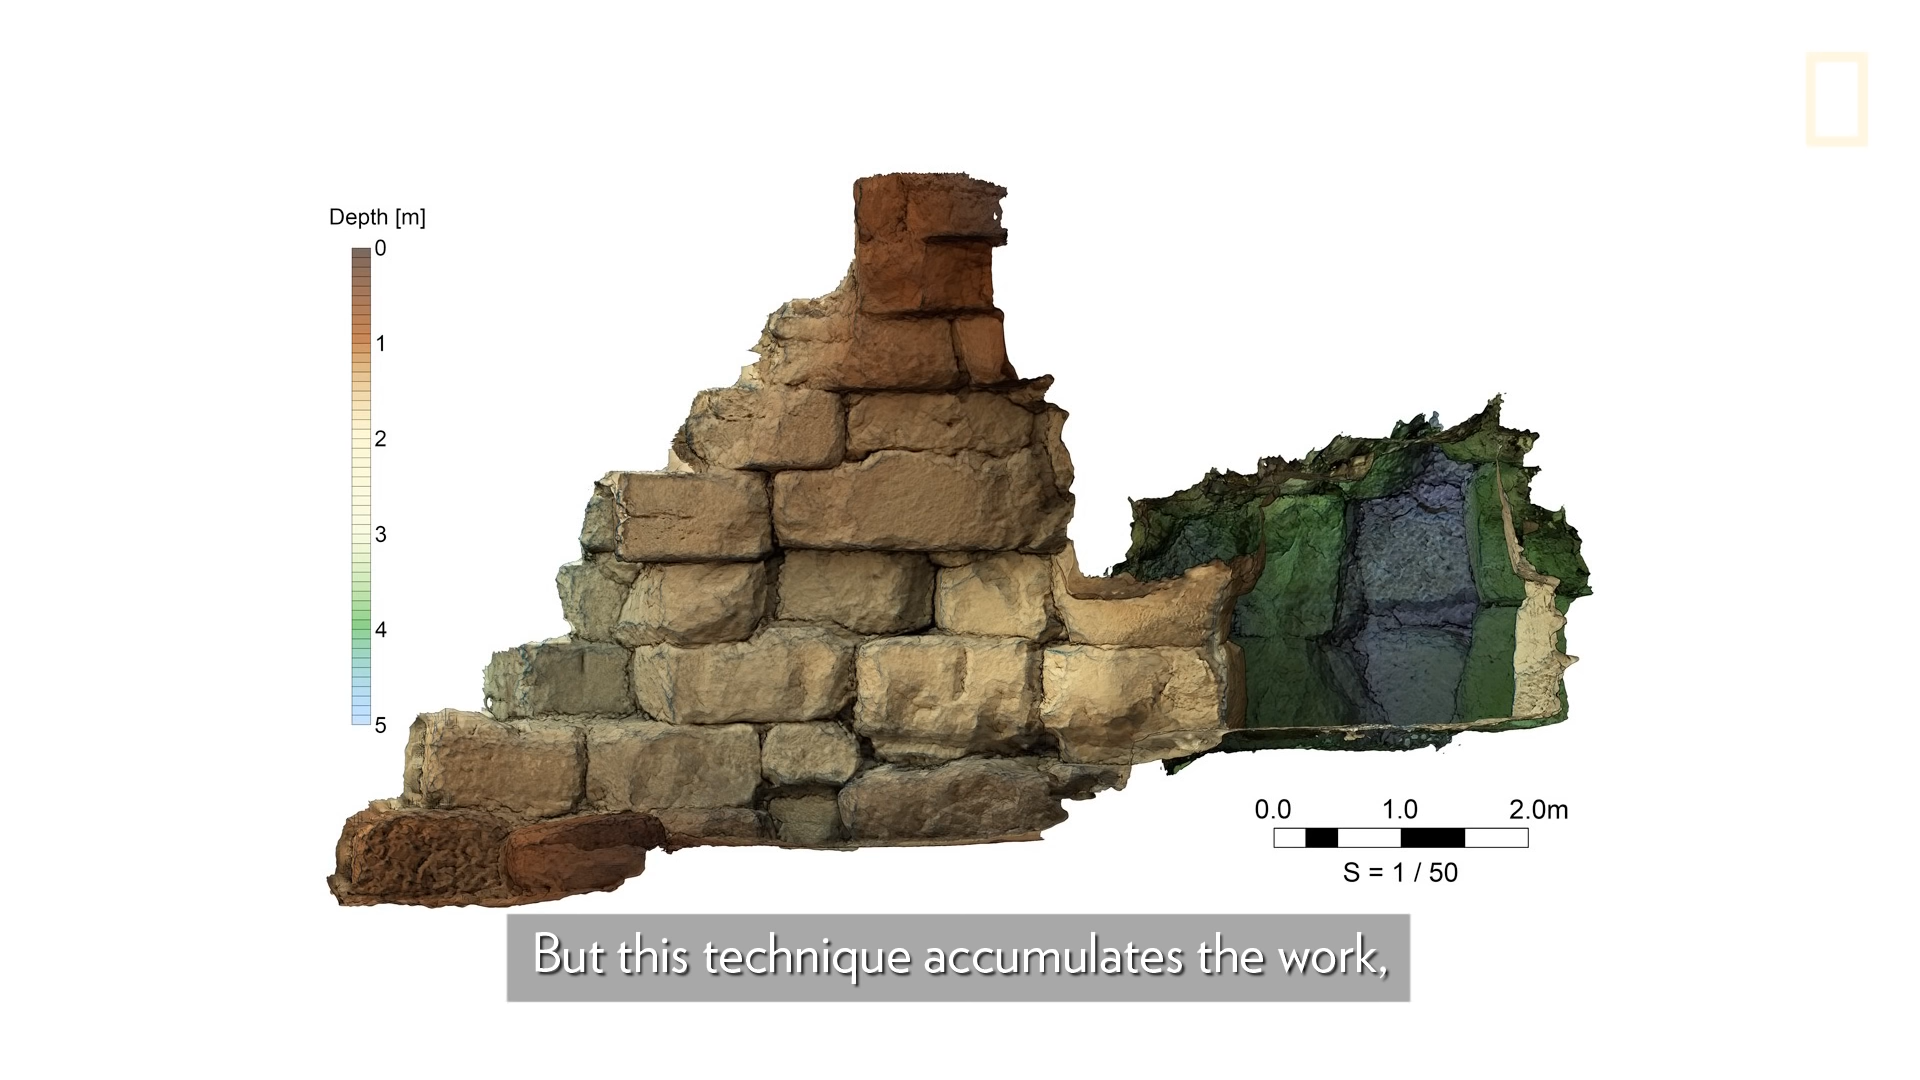 Depth [m]
0
1
2
3
4
5
0.0 1.0 2.0m
S = 1 / 50
But this technique accumulates the work,